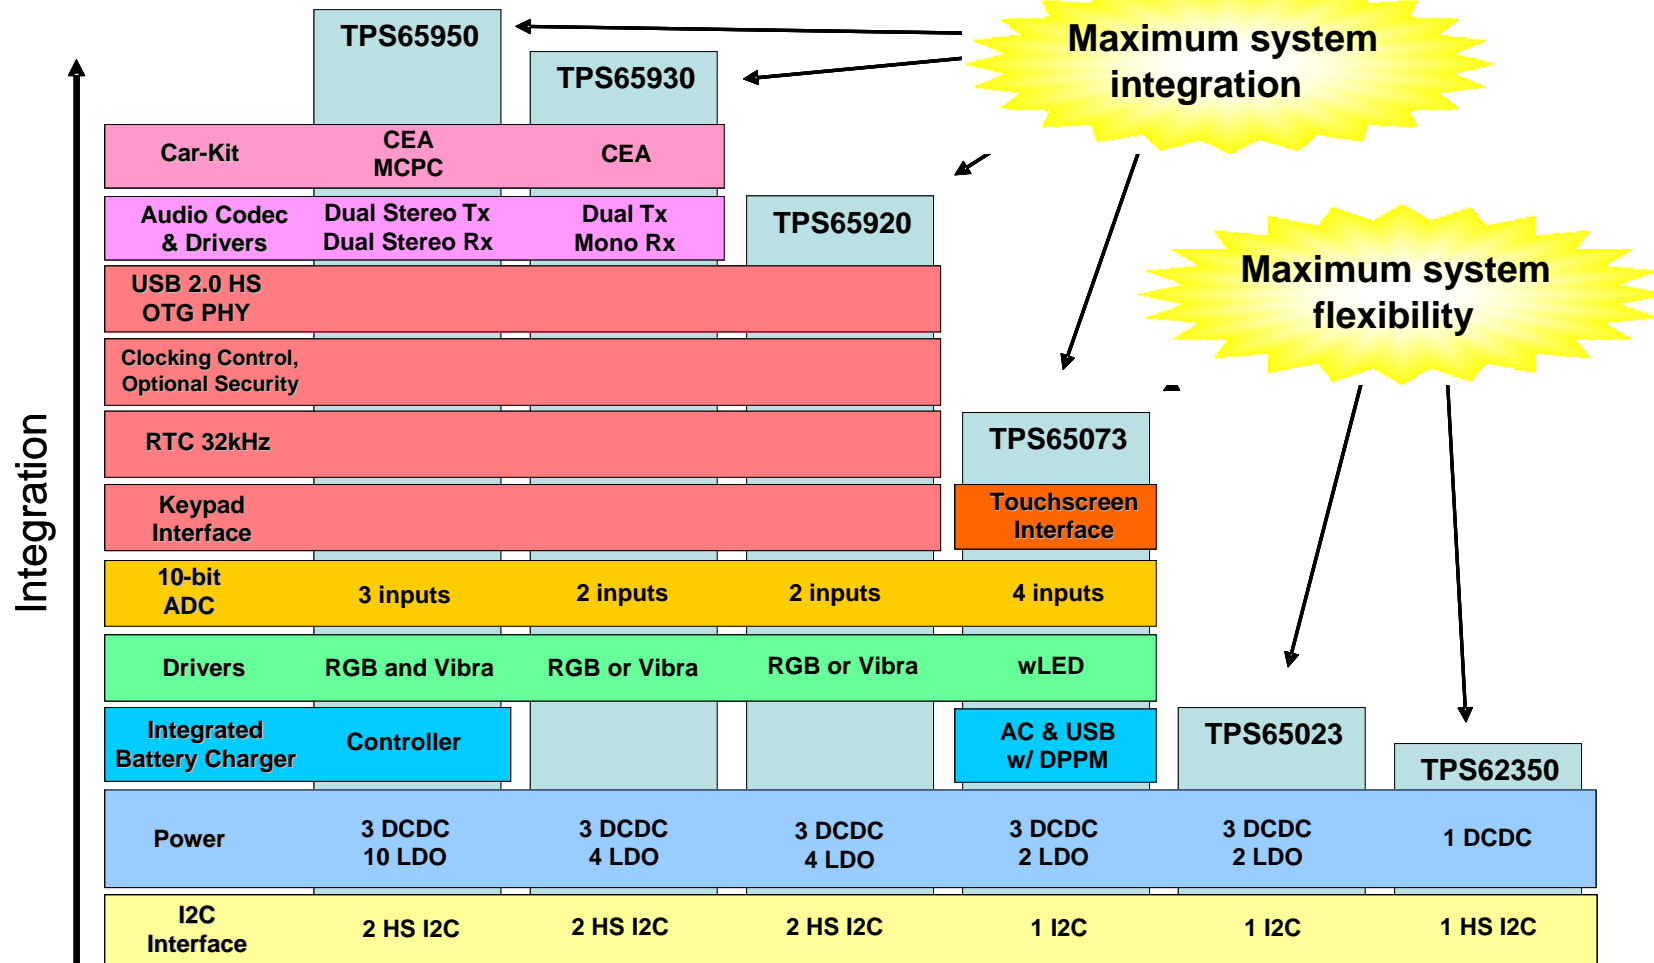 TPS65950
TPS65930
Maximum system
integration
Car-Kit
CEA
MCPC
CEA
Audio Codec
& Drivers
Dual Stereo Tx
Dual Stereo Rx
Dual Tx
Mono Rx
TPS65920
Maximum system
flexibility
USB 2.0 HS
OTG PHY
Clocking Control,
Optional Security
RTC 32kHz
TPS65073
Keypad
Interface
Touchscreen
Interface
10-bit
ADC
3 inputs
2 inputs
2 inputs
4 inputs
Drivers
RGB and Vibra
RGB or Vibra
RGB or Vibra
wLED
Integrated
Battery Charger
Controller
AC & USB
w/ DPPM
TPS65023
TPS62350
Power
3 DCDC
10 LDO
3 DCDC
4 LDO
3 DCDC
4 LDO
3 DCDC
2 LDO
3 DCDC
2 LDO
1 DCDC
I2C
Interface
2 HS I2C
2 HS I2C
2 HS I2C
1 I2C
1 I2C
1 HS I2C
Integration